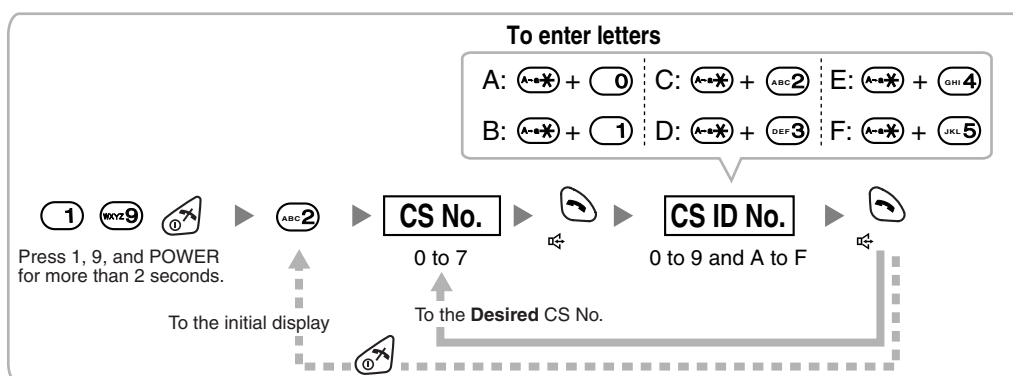 To enter letters
A: A-a✱ + 0 C: A-a✱ + ABC2 E: A-a✱ + GHI4
B: A-a✱ + 1 D: A-a✱ + DEF3 F: A-a✱ + JKL5
1 WXYZ9 ABC2 CS No. CS ID No.
Press 1, 9, and POWER
for more than 2 seconds.
0 to 7
0 to 9 and A to F
To the initial display
To the Desired CS No.